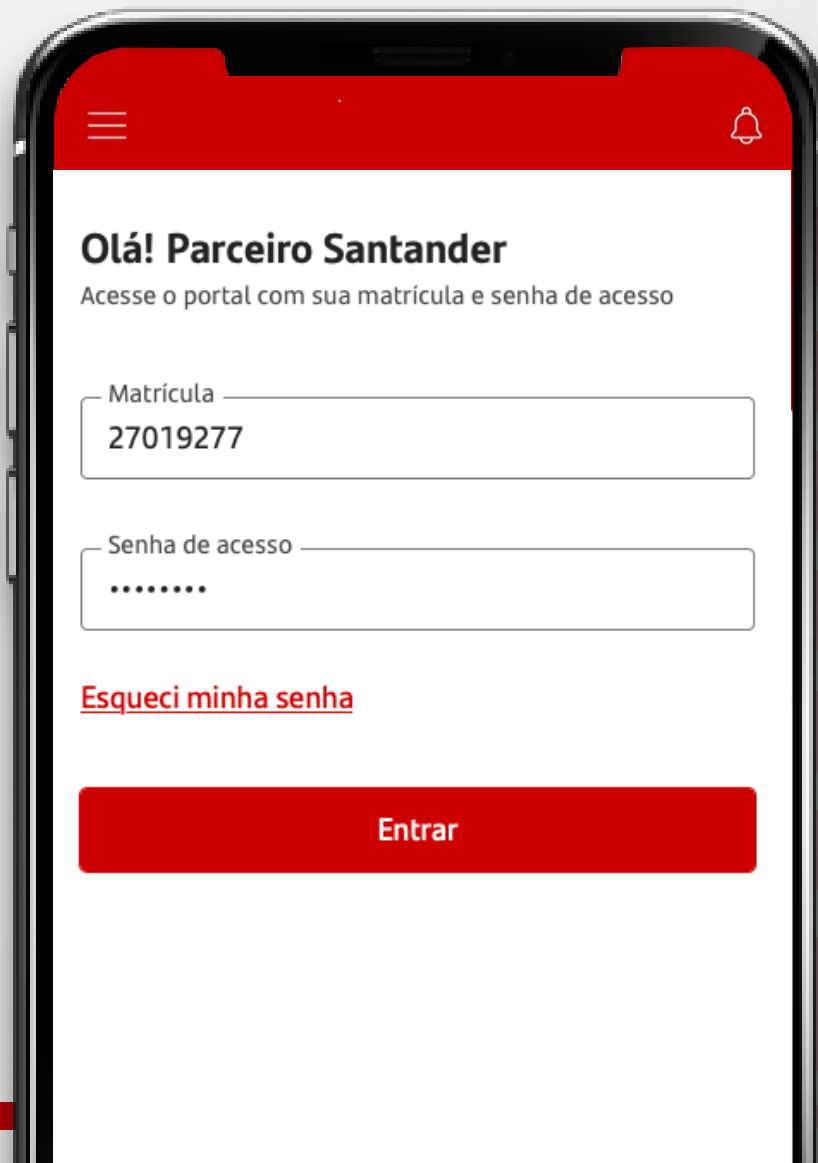 Olá! Parceiro Santander
Acesse o portal com sua matrícula e senha de acesso
Matrícula
27019277
Senha de acesso
••••••••
Esqueci minha senha
Entrar